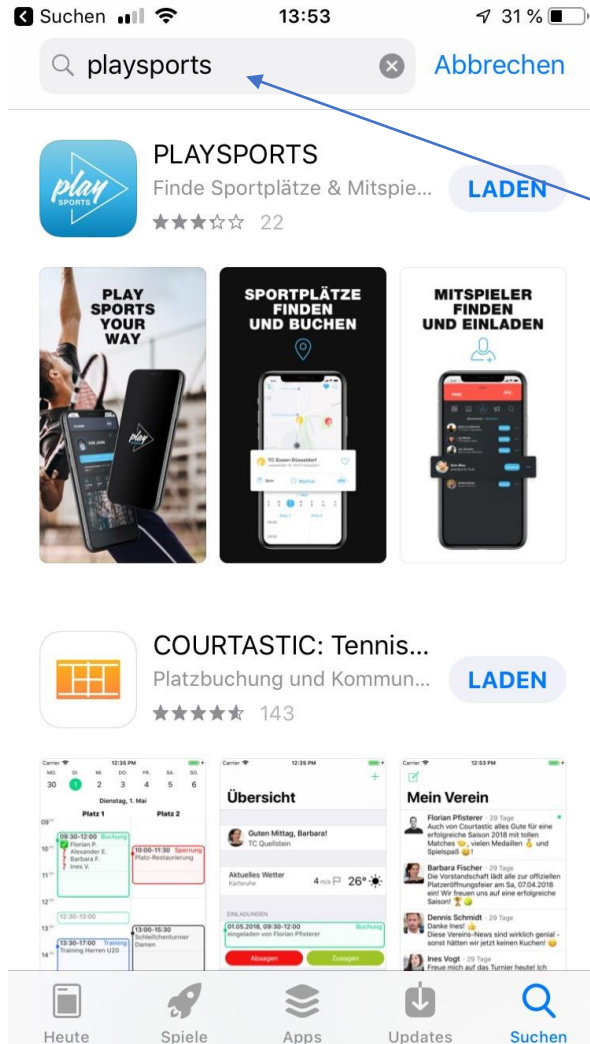 Suchen
13:53
31 %
playsports
Abbrechen
play
SPORTS
PLAYSPORTS
Finde Sportplätze & Mitspie...
LADEN
22
PLAY
SPORTS
YOUR
WAY
play
SPORTPLÄTZE
FINDEN
UND BUCHEN
TC Essen-Düsseldorf
MITSPIELER
FINDEN
UND EINLADEN
COURTASTIC: Tennis...
Platzbuchung und Kommun...
LADEN
143
Carrier 12:35 PM
MO. DI. MI. DO. FR. SA. SO.
30 1 2 3 4 5 6
Dienstag, 1. Mai
Platz 1 Platz 2
09
09:30-12:00 Buchung
Florian P.
Alexander E.
Barbara F.
Ines V.
10
10:00-11:30 Sperrung
Platz-Restaurierung
11
12
12:30-13:00
13
13:00-15:30
Schleifchenturnier
Damen
13:30-17:00 Training
Training Herren U20
14
Carrier 12:35 PM
Übersicht
Guten Mittag, Barbara!
TC Quellstein
Aktuelles Wetter
Karlsruhe
4 m/s 26°
EINLADUNGEN
01.05.2018, 09:30-12:00 Buchung
eingeladen von Florian Pfisterer
Absagen Zusagen
Carrier 12:53 PM
Mein Verein
Florian Pfisterer · 29 Tage
Auch von Courtastic alles Gute für eine
erfolgreiche Saison 2018 mit tollen
Matches 🎾, vielen Medaillen 🏅 und
Spielspaß 😀!
Barbara Fischer · 29 Tage
Die Vorstandschaft lädt alle zur offiziellen
Platzeröffnungsfeier am Sa, 07.04.2018
ein! Wir freuen uns auf eine erfolgreiche
Saison! 🏆🎾
Dennis Schmidt · 29 Tage
Danke Ines! 👍
Diese Vereins-News sind wirklich genial -
sonst hätten wir jetzt keinen Kuchen! 😋
Ines Vogt · 29 Tage
Freue mich auf das Turnier heute! Ich
Heute
Spiele
Apps
Updates
Suchen